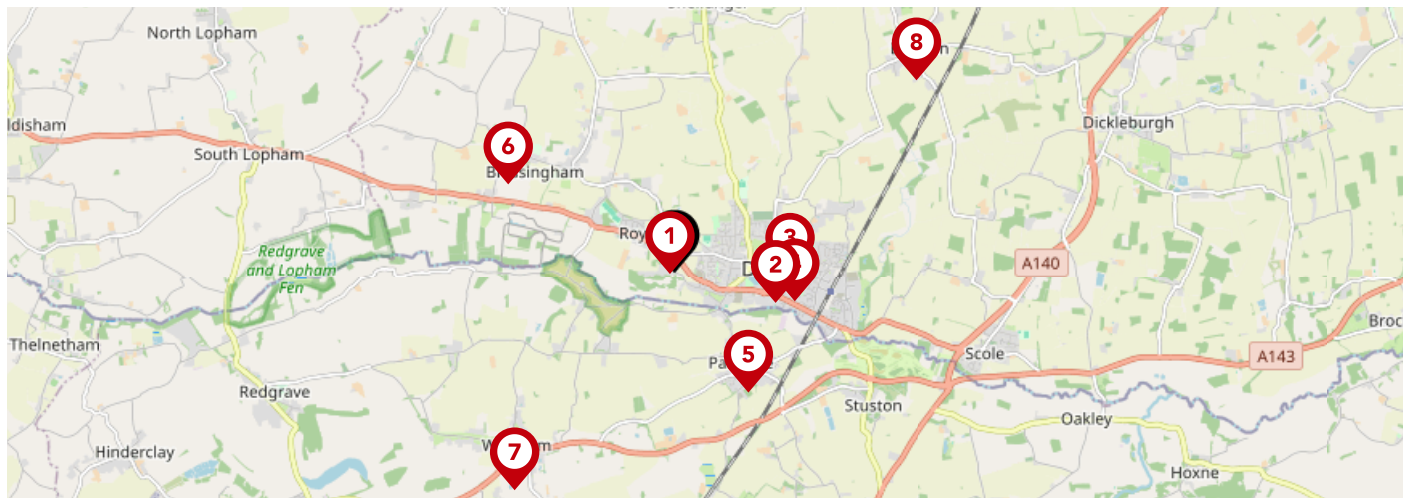 North Lopham
8
ldisham
Dickleburgh
South Lopham
6
1
3
Redgrave
and Lopham
Fen
2
A140
Thelnetham
5
Scole
A143
Redgrave
Stuston
Oakley
Hinderclay
7
Hoxne